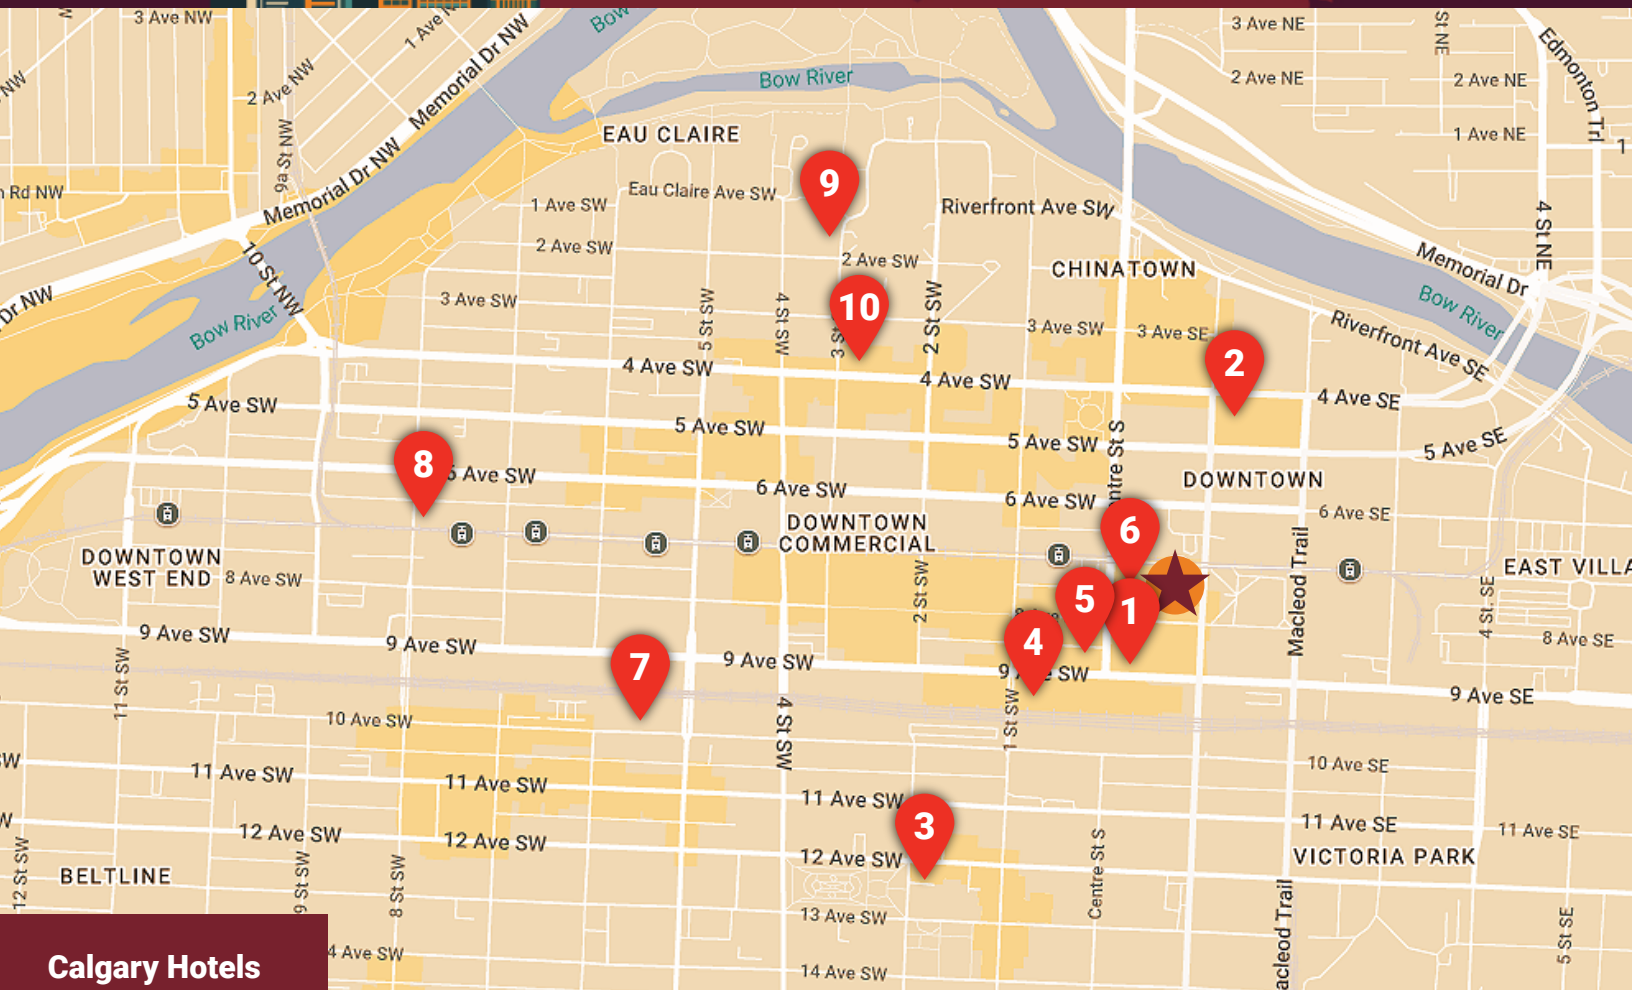 3 Ave NW
1 Ave N
Memorial Dr NW
Bow
3 Ave NE
St NE
Edmonton Trl
2 Ave NW
Bow River
2 Ave NE
2 Ave NE
NW
9a St NW
EAU CLAIRE
1 Ave NE
1
Rd NW
Memorial Dr NW
Eau Claire Ave SW
9
1 Ave SW
Riverfront Ave SW
4 St NE
10 St NW
2 Ave SW
2 Ave SW
CHINATOWN
Memorial Dr
Dr NW
Bow River
3 Ave SW
5 St SW
4 St SW
10
3 St
2 St SW
3 Ave SW
3 Ave SE
Bow River
Riverfront Ave SE
4 Ave SW
4 Ave SW
2
4 Ave SE
5 Ave SW
5 Ave SW
5 Ave SW
ntre St S
5 Ave SE
8
6 Ave SW
6 Ave SW
6 Ave SW
DOWNTOWN
6 Ave SE
DOWNTOWN
COMMERCIAL
6
DOWNTOWN
WEST END
8 Ave SW
2 St SW
Macleod Trail
EAST VILLA
4 St. SE
5
1
9 Ave SW
9 Ave SW
7
9 Ave SW
4
9 Ave SW
8 Ave SE
11 St SW
10 Ave SW
4 St SW
1 St SW
9 Ave SE
SW
11 Ave SW
11 Ave SW
11 Ave SW
10 Ave SE
3
11 Ave SE
11 Ave SE
W
12 Ave SW
12 Ave SW
12 Ave SW
VICTORIA PARK
12 St SW
BELTLINE
9 St SW
8 St SW
Centre St S
13 Ave SW
acleod Trail
5 St SE
4 Ave SW
14 Ave SW
Calgary Hotels